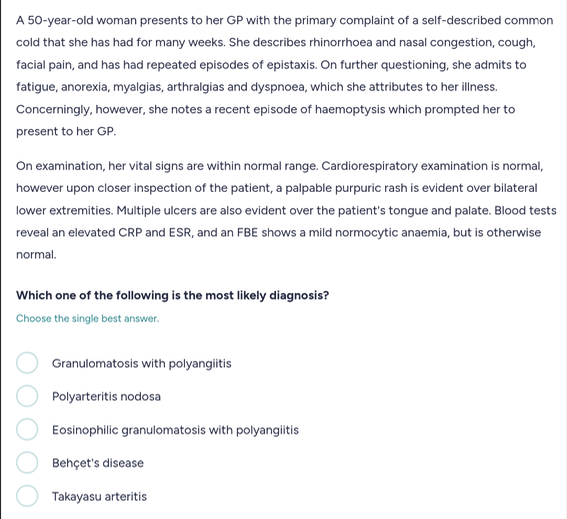 A 50-year-old woman presents to her GP with the primary complaint of a self-described common
cold that she has had for many weeks. She describes rhinorrhoea and nasal congestion, cough,
facial pain, and has had repeated episodes of epistaxis. On further questioning, she admits to
fatigue, anorexia, myalgias, arthralgias and dyspnoea, which she attributes to her illness.
Concerningly, however, she notes a recent episode of haemoptysis which prompted her to
present to her GP.
On examination, her vital signs are within normal range. Cardiorespiratory examination is normal,
however upon closer inspection of the patient, a palpable purpuric rash is evident over bilateral
lower extremities. Multiple ulcers are also evident over the patient's tongue and palate. Blood tests
reveal an elevated CRP and ESR, and an FBE shows a mild normocytic anaemia, but is otherwise
normal.
Which one of the following is the most likely diagnosis?
Choose the single best answer.
Granulomatosis with polyangiitis
Polyarteritis nodosa
Eosinophilic granulomatosis with polyangiitis
Behçet's disease
Takayasu arteritis